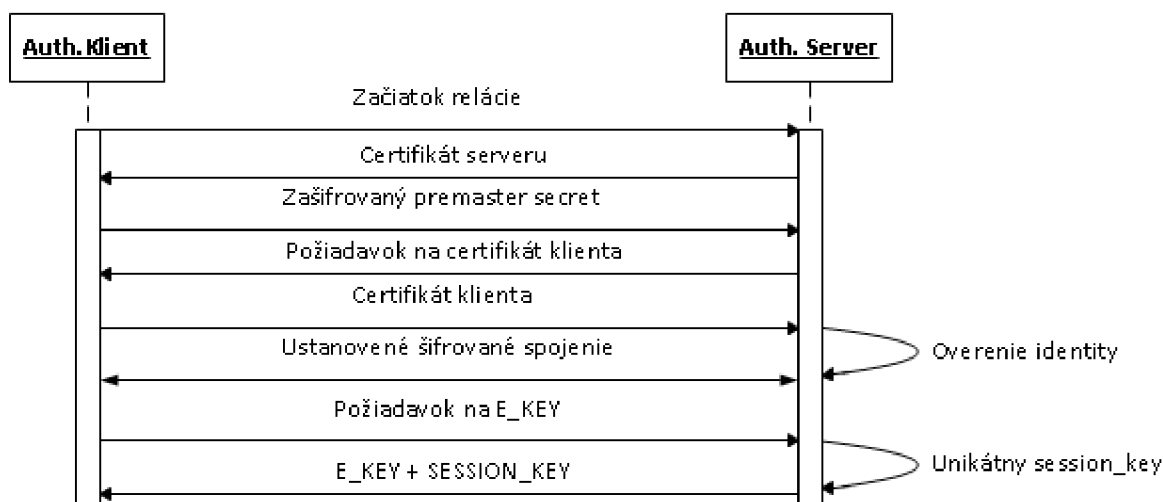 Auth.Klient
Auth. Server
Začiatok relácie
Certifikát serveru
Zašifrovaný premaster secret
Požiadavok na certifikát klienta
Certifikát klienta
Ustanovené šifrované spojenie
Overenie identity
Požiadavok na E_KEY
E_KEY + SESSION_KEY
Unikátny session_key